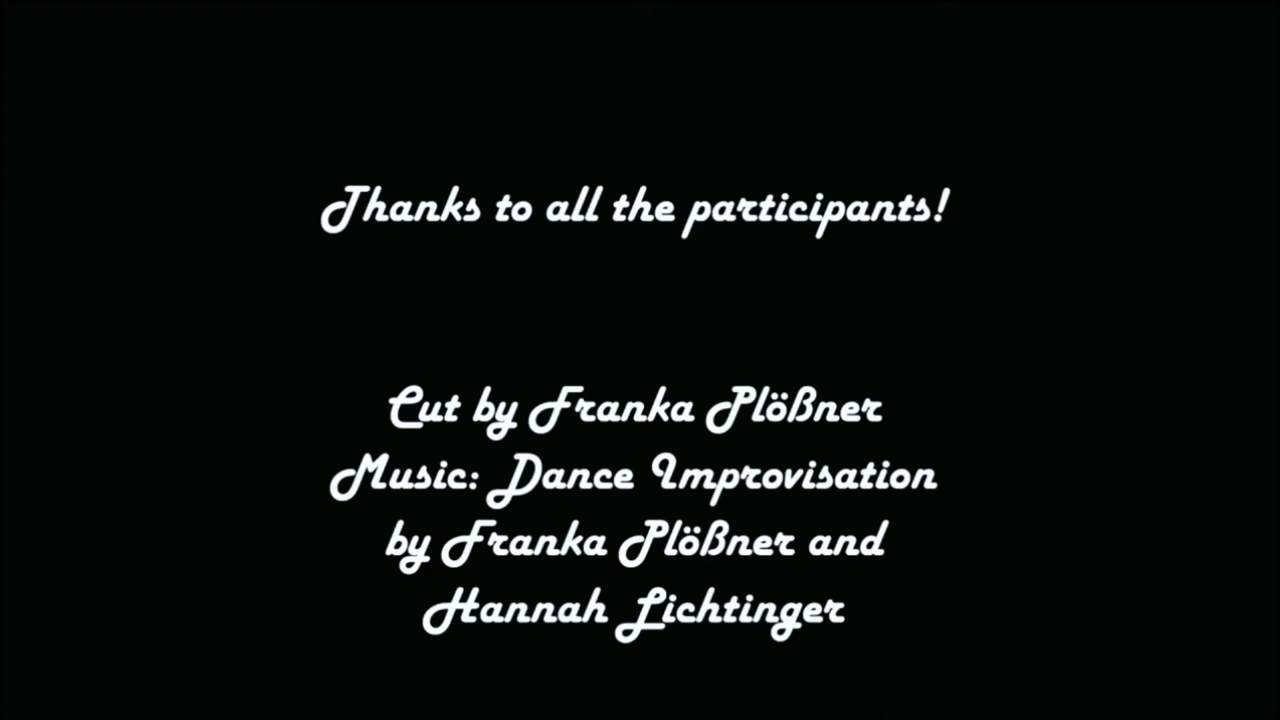 Thanks to all the participants!
Cut by Franka Plößner
Music: Dance Improvisation
by Franka Plößner and
Hannah Lichtinger